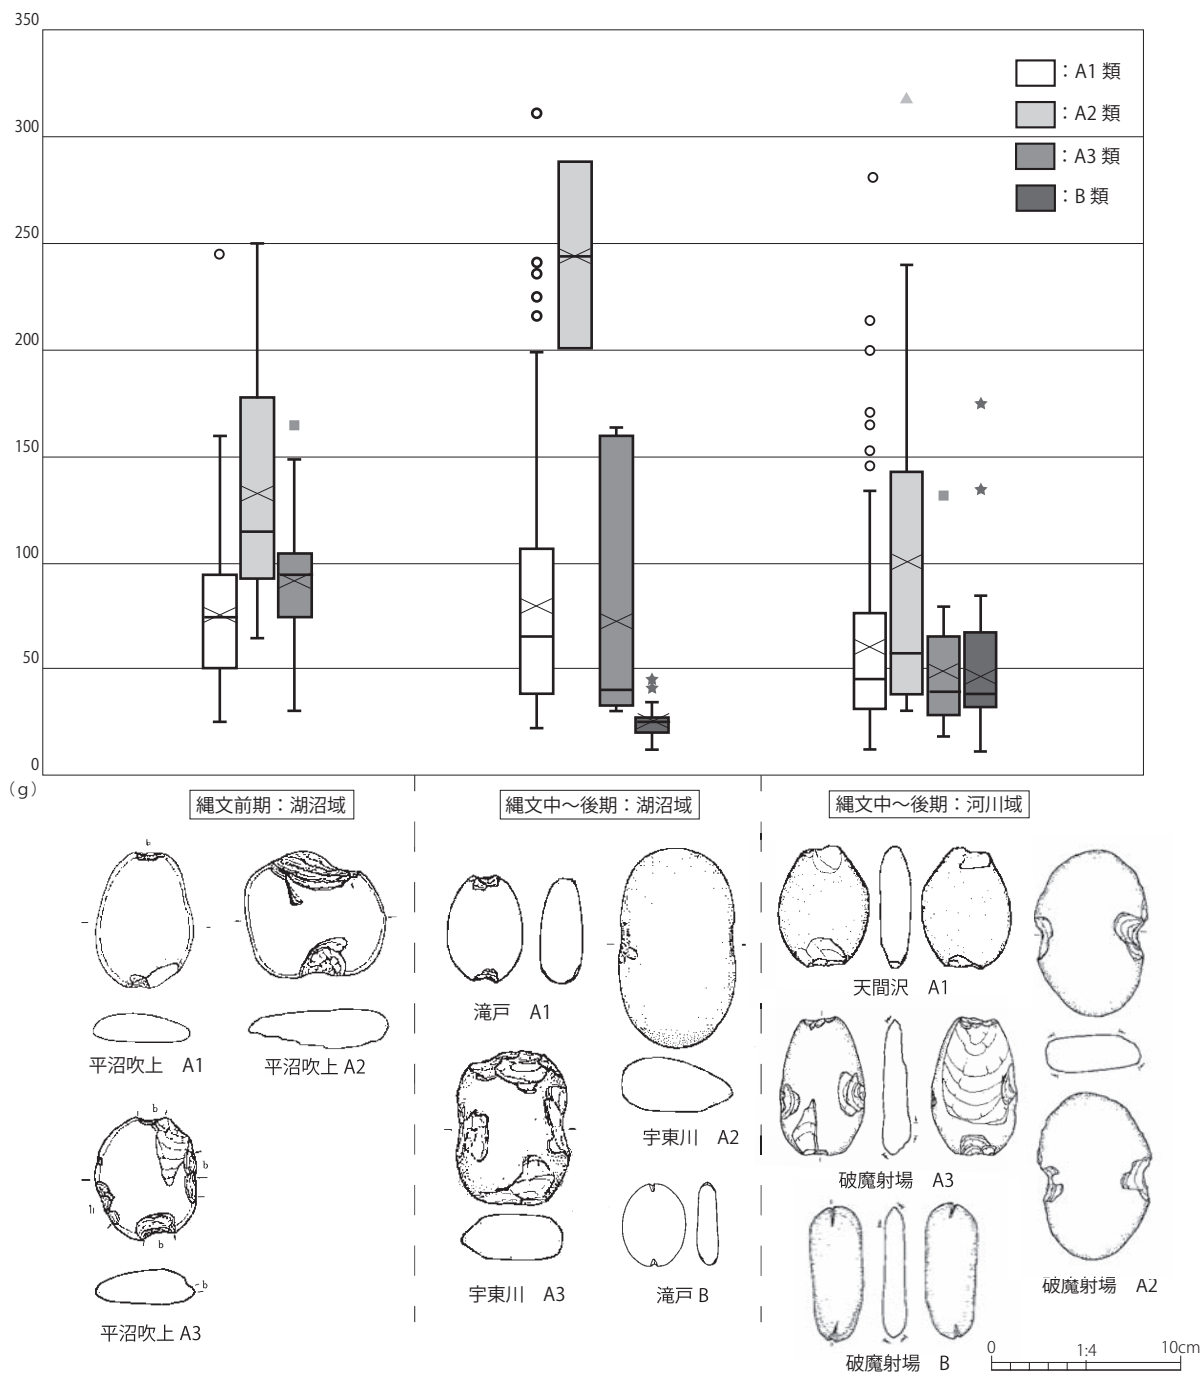 350
300
250
200
150
100
50
0
(g)
：A1 類
：A2 類
：A3 類
：B 類
縄文前期：湖沼域
縄文中～後期：湖沼域
縄文中～後期：河川域
b
平沼吹上　A1
平沼吹上 A2
b
b
b
b
b
平沼吹上 A3
滝戸　A1
宇東川　A2
宇東川　A3
滝戸 B
天間沢　A1
破魔射場　A3
破魔射場　A2
破魔射場　B
0 1:4 10cm